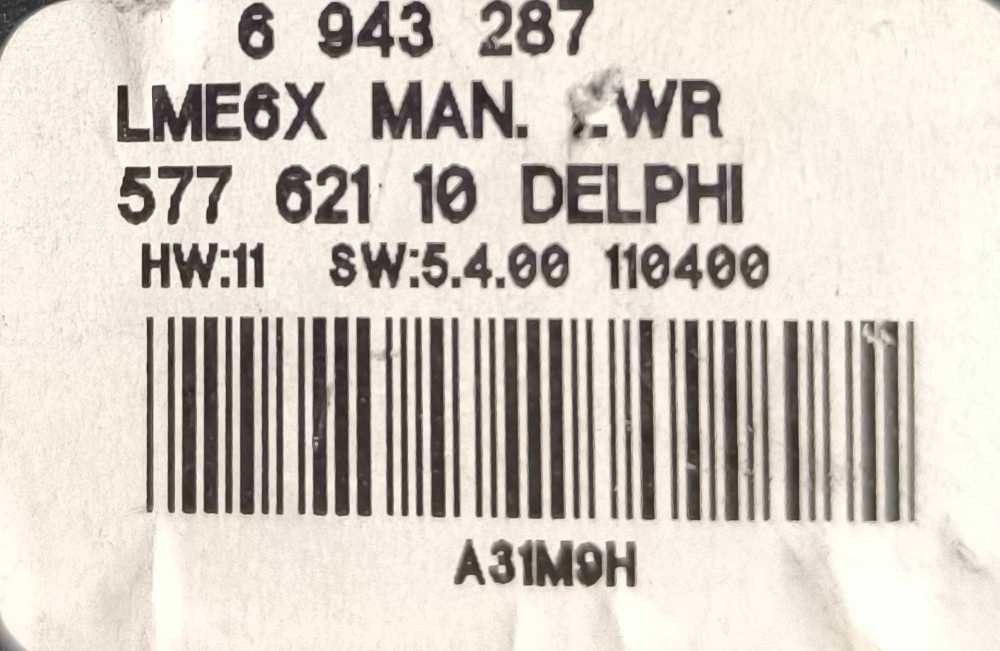 6 943 287
LME6X MAN.
577 621 10 DELPHI
HW:11 SW:5.4.00 110400
A31M9H